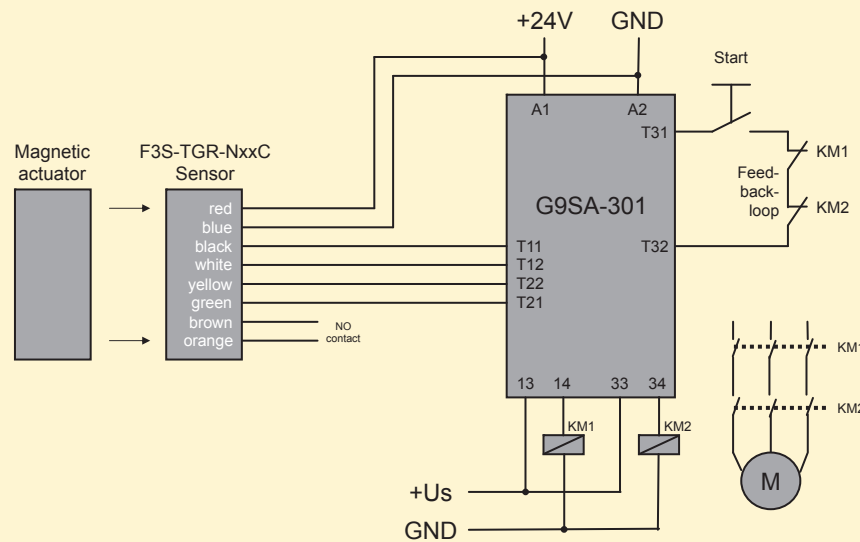 +24V
GND
Start
A1
A2
T31
KM1
Feed-
back-
loop
KM2
T32
Magnetic
actuator
F3S-TGR-NxxC
Sensor
red
blue
black
white
yellow
green
brown
orange
NO
contact
G9SA-301
T11
T12
T22
T21
13
14
33
34
KM1
KM2
+Us
GND
KM1
KM2
M